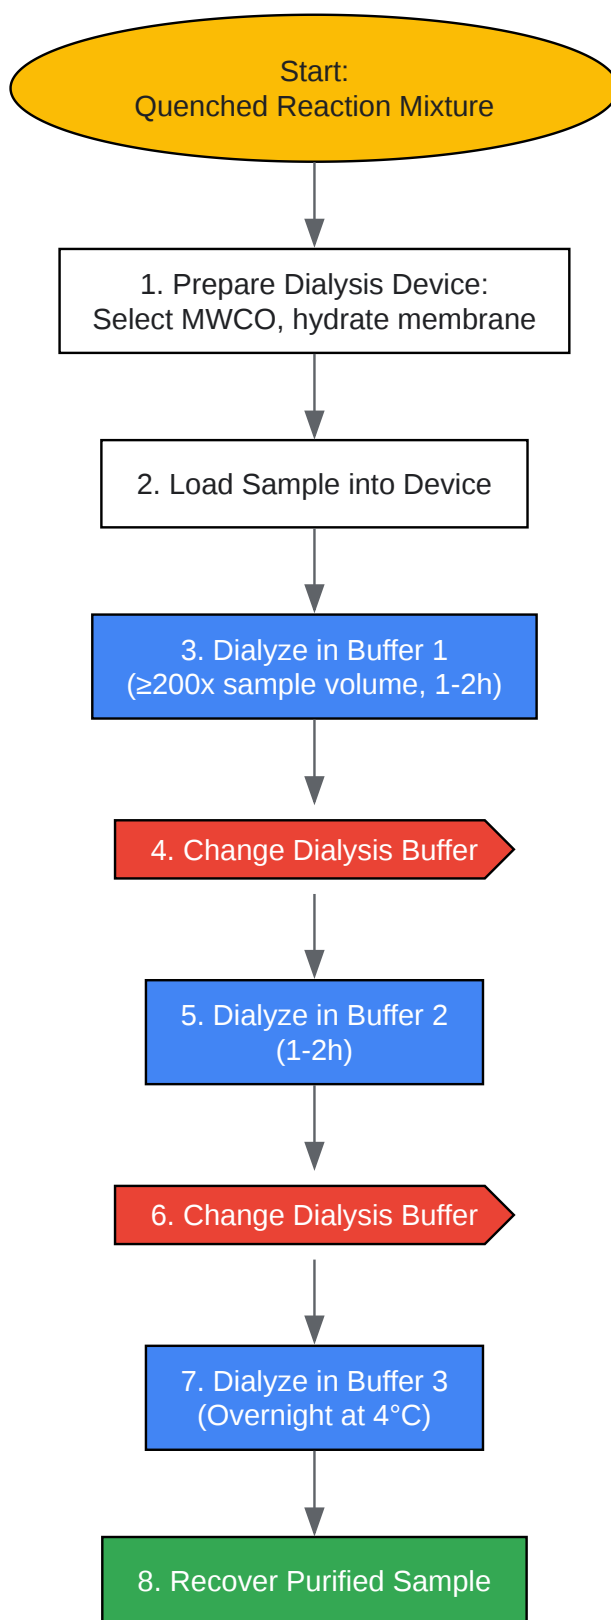 Start:
Quenched Reaction Mixture
1. Prepare Dialysis Device:
Select MWCO, hydrate membrane
2. Load Sample into Device
3. Dialyze in Buffer 1
(≥200x sample volume, 1-2h)
4. Change Dialysis Buffer
5. Dialyze in Buffer 2
(1-2h)
6. Change Dialysis Buffer
7. Dialyze in Buffer 3
(Overnight at 4°C)
8. Recover Purified Sample